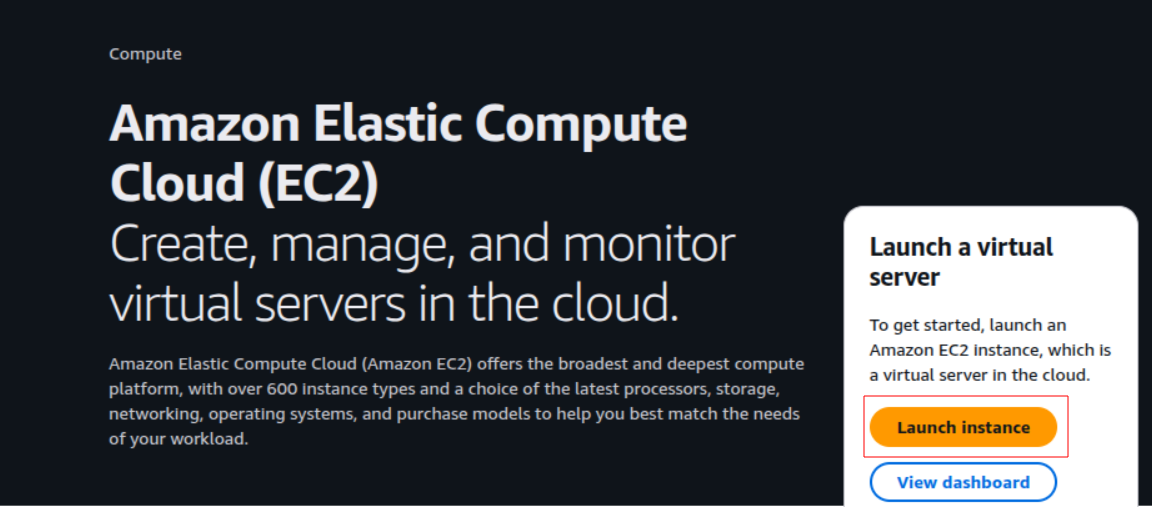 Compute
Amazon Elastic Compute
Cloud (EC2)
Create, manage, and monitor
virtual servers in the cloud.
Amazon Elastic Compute Cloud (Amazon EC2) offers the broadest and deepest compute
platform, with over 600 instance types and a choice of the latest processors, storage,
networking, operating systems, and purchase models to help you best match the needs
of your workload.
Launch a virtual
server
To get started, launch an
Amazon EC2 instance, which is
a virtual server in the cloud.
Launch instance
View dashboard